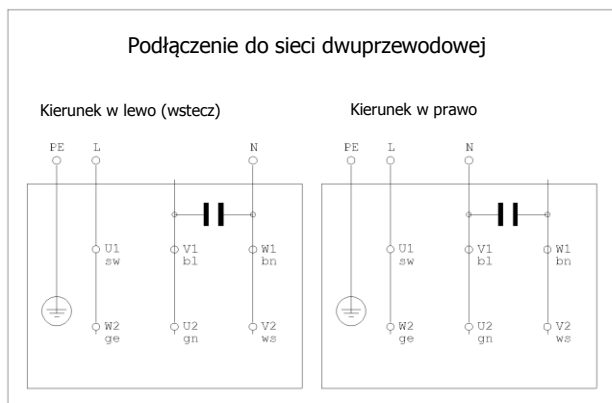 Podłączenie do sieci dwuprzewodowej
Kierunek w lewo (wstecz)
PE L N
U1 V1 W1
sw bl bn
W2 U2 V2
ge gn ws
Kierunek w prawo
PE L N
U1 V1 W1
sw bl bn
W2 U2 V2
ge gn ws